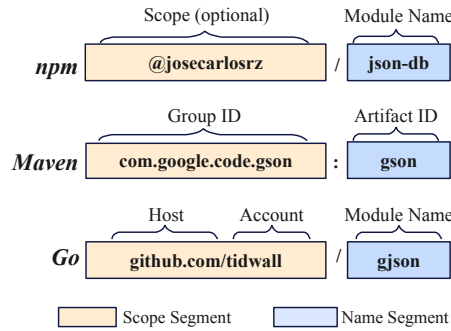 Scope (optional) Module Name
npm @josecarlosrz / json-db
Group ID Artifact ID
Maven com.google.code.gson : gson
Host Account Module Name
Go github.com/tidwall / gjson
Scope Segment Name Segment